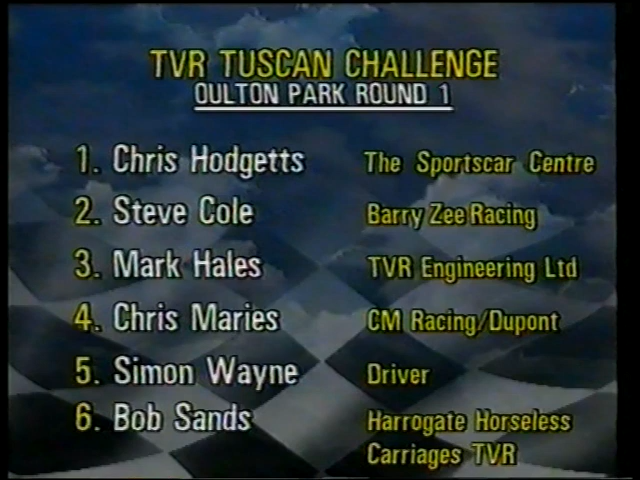 TVR TUSCAN CHALLENGE
OULTON PARK ROUND 1
1. Chris Hodgetts The Sportscar Centre
2. Steve Cole Barry Zee Racing
3. Mark Hales TVR Engineering Ltd
4. Chris Maries CM Racing/Dupont
5. Simon Wayne Driver
6. Bob Sands Harrogate Horseless
Carriages TVR